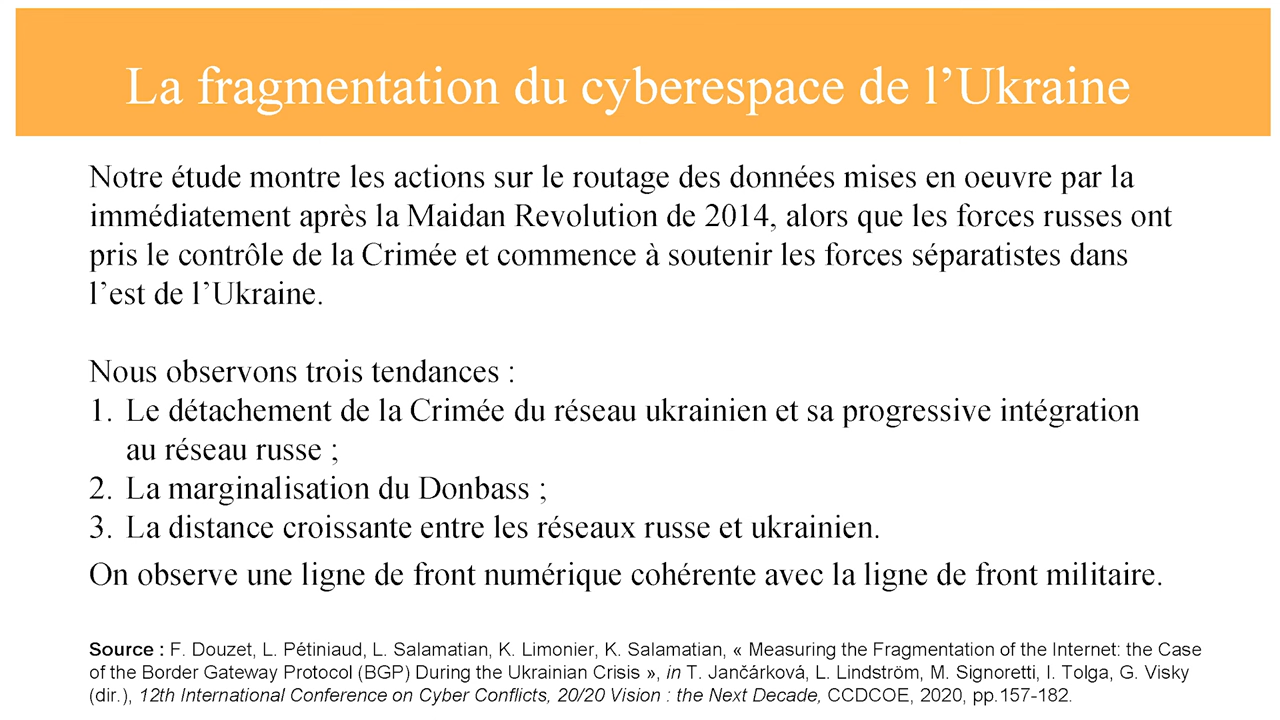 La fragmentation du cyberespace de l’Ukraine
Notre étude montre les actions sur le routage des données mises en oeuvre par la
immédiatement après la Maidan Revolution de 2014, alors que les forces russes ont
pris le contrôle de la Crimée et commence à soutenir les forces séparatistes dans
l’est de l’Ukraine.
Nous observons trois tendances :
1. Le détachement de la Crimée du réseau ukrainien et sa progressive intégration
au réseau russe ;
2. La marginalisation du Donbass ;
3. La distance croissante entre les réseaux russe et ukrainien.
On observe une ligne de front numérique cohérente avec la ligne de front militaire.
Source : F. Douzet, L. Pétiniaud, L. Salamatian, K. Limonier, K. Salamatian, « Measuring the Fragmentation of the Internet: the Case
of the Border Gateway Protocol (BGP) During the Ukrainian Crisis », in T. Jančárková, L. Lindström, M. Signoretti, I. Tolga, G. Visky
(dir.), 12th International Conference on Cyber Conflicts, 20/20 Vision : the Next Decade, CCDCOE, 2020, pp.157-182.